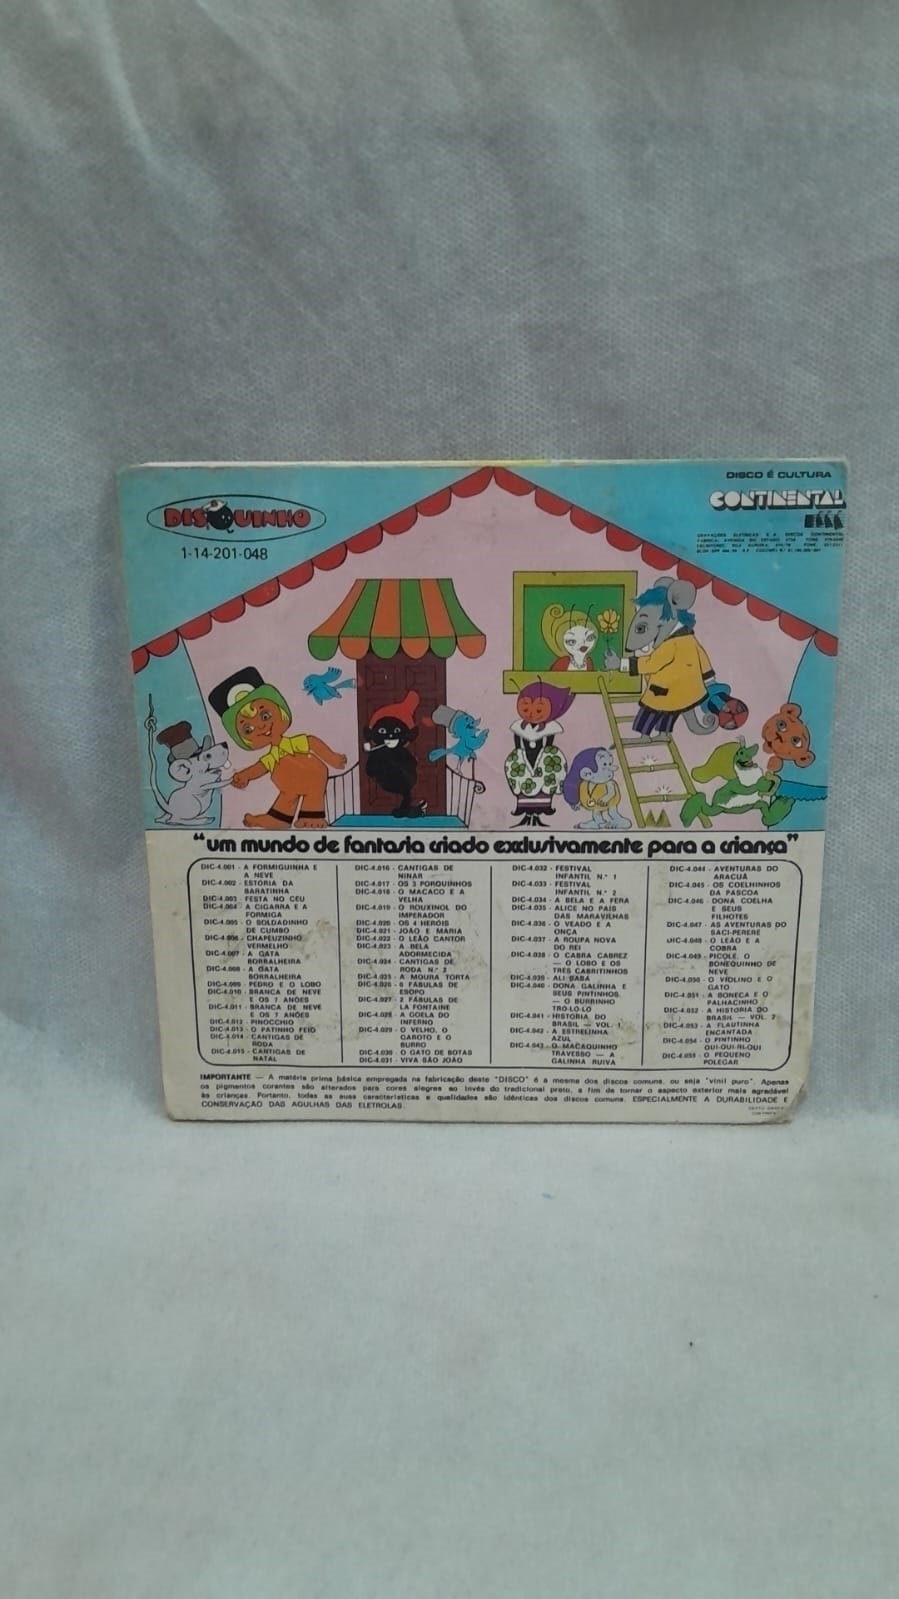 DISCO É CULTURA
DISQUINHO
CONTINENTAL
1-14-201-048
"um mundo de fantasia criado exclusivamente para a criança"
DIC-4.001 - A FORMIGUINHA E
A NEVE
DIC-4.002 - ESTÓRIA DA
BARATINHA
DIC-4.003 - FESTA NO CÉU
DIC-4.004 - A CIGARRA E A
FORMIGA
DIC-4.005 - O SOLDADINHO
DE CUMBO
DIC-4.006 - CHAPÈUZINHO
VERMELHO
DIC-4.007 - A GATA
BORRALHEIRA
DIC-4.008 - A GATA
BORRALHEIRA
DIC-4.009 - PEDRO E O LOBO
DIC-4.010 - BRANCA DE NEVE
E OS 7 ANÕES
DIC-4.011 - BRANCA DE NEVE
E OS 7 ANÕES
DIC-4.012 - PINOCCHIO
DIC-4.013 - O PATINHO FEIO
DIC-4.014 - CANTIGAS DE
RODA
DIC-4.015 - CANTIGAS DE
NATAL
DIC-4.016 - CANTIGAS DE
NINAR
DIC-4.017 - OS 3 PORQUINHOS
DIC-4.018 - O MACACO E A
VELHA
DIC-4.019 - O ROUXINOL DO
IMPERADOR
DIC-4.020 - OS 4 HERÓIS
DIC-4.021 - JOÃO E MARIA
DIC-4.022 - O LEÃO CANTOR
DIC-4.023 - A BELA
ADORMECIDA
DIC-4.024 - CANTIGAS DE
RODA N.º 2
DIC-4.025 - A MOURA TORTA
DIC-4.026 - 6 FÁBULAS DE
ESOPO
DIC-4.027 - 2 FÁBULAS DE
LA FONTAINE
DIC-4.028 - A GOELA DO
INFERNO
DIC-4.029 - O VELHO, O
GAROTO E O
BURRO
DIC-4.030 - O GATO DE BOTAS
DIC-4.031 - VIVA SÃO JOÃO
DIC-4.032 - FESTIVAL
INFANTIL N.º 1
DIC-4.033 - FESTIVAL
INFANTIL N.º 2
DIC-4.034 - A BELA E A FERA
DIC-4.035 - ALICE NO PAÍS
DAS MARAVILHAS
DIC-4.036 - O VEADO E A
ONÇA
DIC-4.037 - A ROUPA NOVA
DO REI
DIC-4.038 - O CABRA CABREZ
— O LOBO E OS
TRÊS CABRITINHOS
DIC-4.039 - ALI-BABÁ
DIC-4.040 - DONA GALINHA E
SEUS PINTINHOS
— O BURRINHO
TRO-LO-LÓ
DIC-4.041 - HISTÓRIA DO
BRASIL — VOL. 1
DIC-4.042 - A ESTRELINHA
AZUL
DIC-4.043 - O MACAQUINHO
TRAVESSO — A
GALINHA RUIVA
DIC-4.044 - AVENTURAS DO
ARACUÃ
DIC-4.045 - OS COELHINHOS
DA PÁSCOA
DIC-4.046 - DONA COELHA
E SEUS
FILHOTES
DIC-4.047 - AS AVENTURAS DO
SACI-PERERÊ
DIC-4.048 - O LEÃO E A
COBRA
DIC-4.049 - PICOLÉ, O
BONEQUINHO DE
NEVE
DIC-4.050 - O VIOLINO E O
GATO
DIC-4.051 - A BONECA E O
PALHACINHO
DIC-4.052 - A HISTÓRIA DO
BRASIL — VOL. 2
DIC-4.053 - A FLAUTINHA
ENCANTADA
DIC-4.054 - O PINTINHO
QUI-QUI-RI-QUI
DIC-4.055 - O PEQUENO
POLEGAR
IMPORTANTE — A matéria prima básica empregada na fabricação deste "DISCO" é a mesma dos discos comuns, ou seja "vinil puro". Apenas
os pigmentos corantes são alterados para cores alegres ao invés do tradicional preto, a fim de tornar o aspecto exterior mais agradável
às crianças. Portanto, todas as suas características e qualidades são idênticas dos discos comuns, ESPECIALMENTE A DURABILIDADE E
CONSERVAÇÃO DAS AGULHAS DAS ELETROLAS.